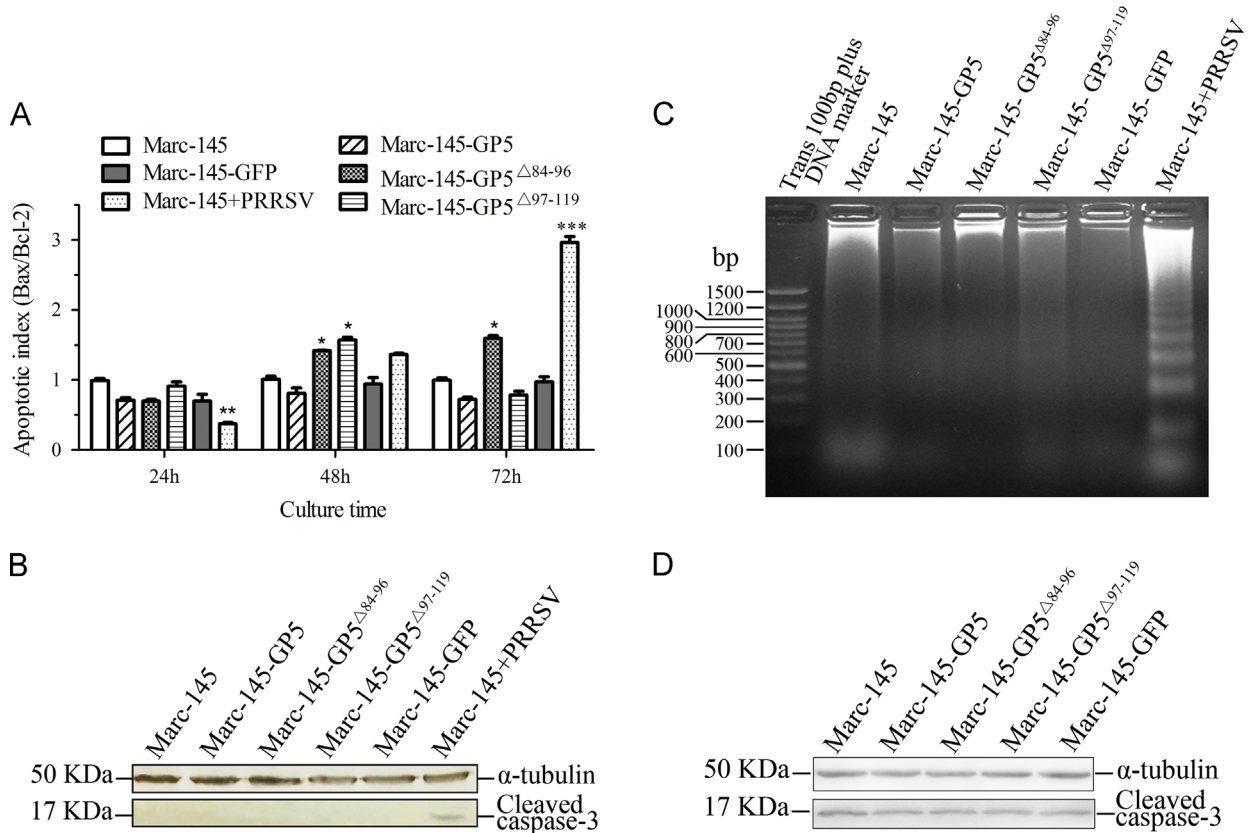 A
Marc-145
Marc-145-GFP
Marc-145+PRRSV
Marc-145-GP5
Marc-145-GP5△84-96
Marc-145-GP5△97-119
Apoptotic index (Bax/Bcl-2)
3
2
1
0
*
*
*
**
***
24h
48h
72h
Culture time
B
Marc-145
Marc-145-GP5
Marc-145-GP5△84-96
Marc-145-GP5△97-119
Marc-145-GFP
Marc-145+PRRSV
50 KDa
α-tubulin
17 KDa
Cleaved
caspase-3
C
Trans 100bp plus
DNA marker
Marc-145
Marc-145-GP5
Marc-145- GP5△84-96
Marc-145- GP5△97-119
Marc-145- GFP
Marc-145+PRRSV
bp
1500
1200
1000
900
800
700
600
500
400
300
200
100
D
Marc-145
Marc-145-GP5
Marc-145-GP5△84-96
Marc-145-GP5△97-119
Marc-145-GFP
50 KDa
α-tubulin
17 KDa
Cleaved
caspase-3